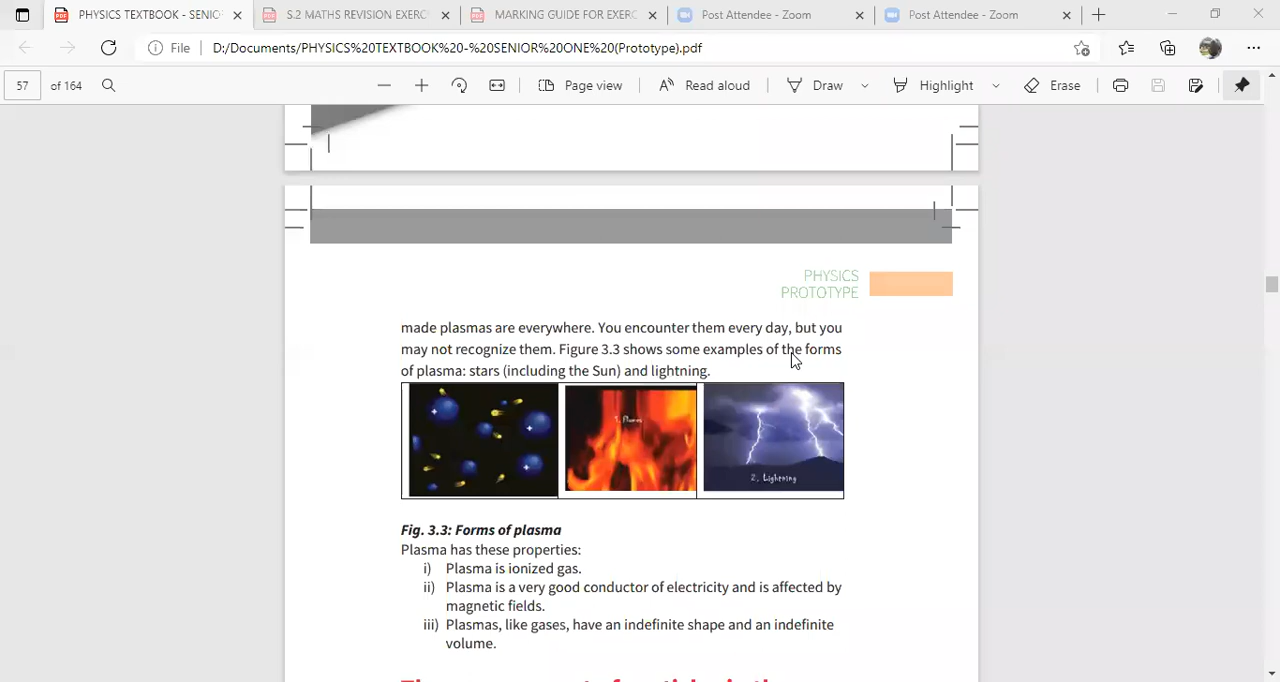 PHYSICS TEXTBOOK - SENIC
S.2 MATHS REVISION EXERC
MARKING GUIDE FOR EXERC
Post Attendee - Zoom
Post Attendee - Zoom
File
D:/Documents/PHYSICS%20TEXTBOOK%20-%20SENIOR%20ONE%20(Prototype).pdf
57 of 164
Page view
Read aloud
Draw
Highlight
Erase
PHYSICS
PROTOTYPE
made plasmas are everywhere. You encounter them every day, but you
may not recognize them. Figure 3.3 shows some examples of the forms
of plasma: stars (including the Sun) and lightning.
2. Lightning
Fig. 3.3: Forms of plasma
Plasma has these properties:
i) Plasma is ionized gas.
ii) Plasma is a very good conductor of electricity and is affected by
magnetic fields.
iii) Plasmas, like gases, have an indefinite shape and an indefinite
volume.